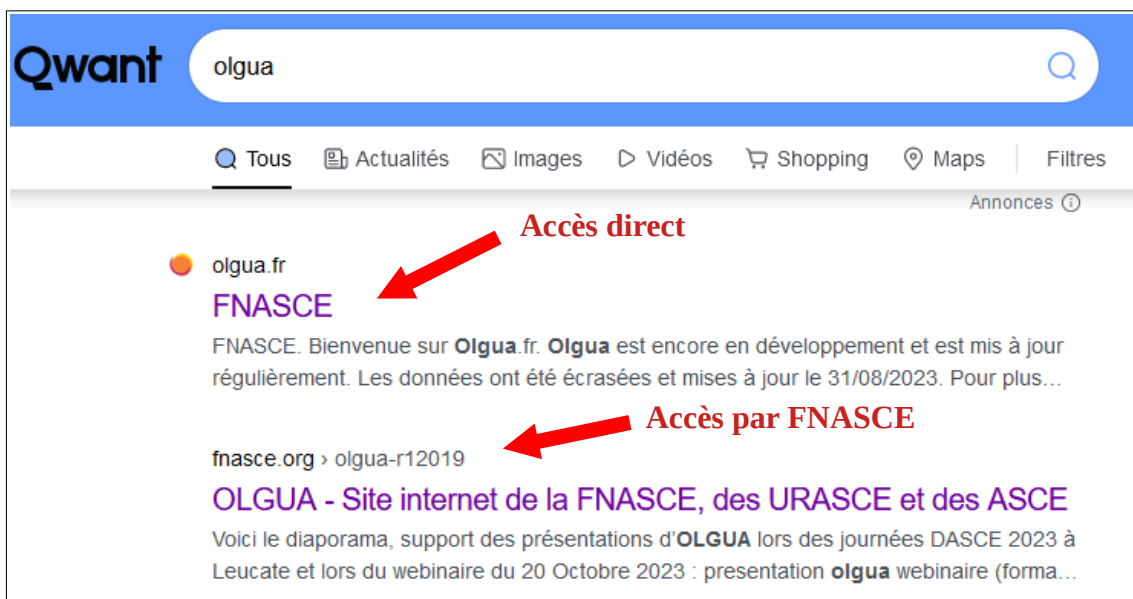 Qwant
olgua
Tous Actualités Images Vidéos Shopping Maps Filtres
Annonces
Accès direct
olgua.fr
FNASCE
FNASCE. Bienvenue sur Olgua.fr. Olgua est encore en développement et est mis à jour
régulièrement. Les données ont été écrasées et mises à jour le 31/08/2023. Pour plus…
Accès par FNASCE
fnasce.org › olgua-r12019
OLGUA - Site internet de la FNASCE, des URASCE et des ASCE
Voici le diaporama, support des présentations d'OLGUA lors des journées DASCE 2023 à
Leucate et lors du webinaire du 20 Octobre 2023 : presentation olgua webinaire (forma…